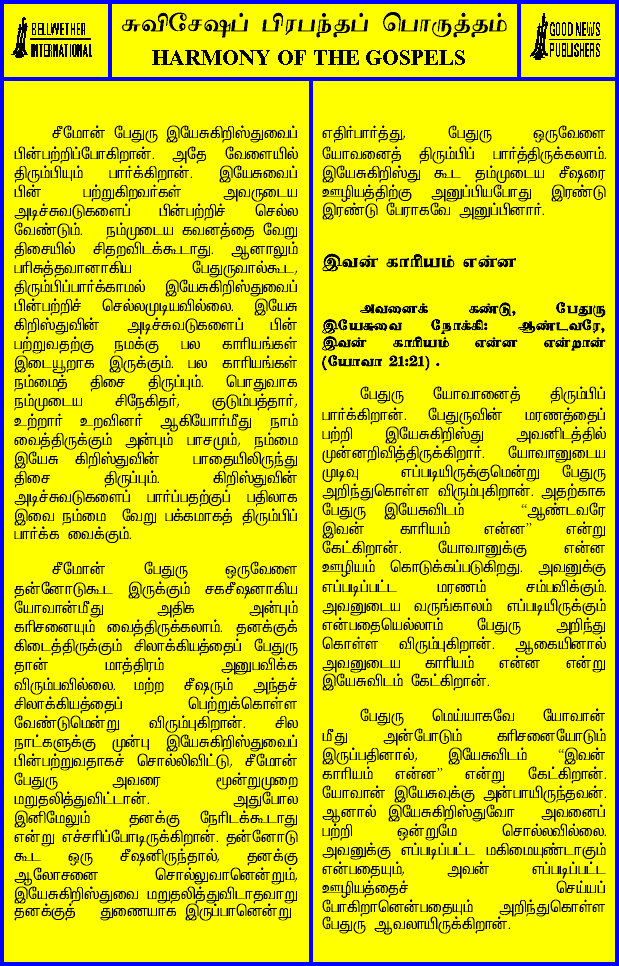 BELLWETHER
INTERNATIONAL
சுவிசேஷப் பிரபந்தப் பொருத்தம்
HARMONY OF THE GOSPELS
GOOD NEWS
PUBLISHERS
சீமோன் பேதுரு இயேசுகிறிஸ்துவைப்
பின்பற்றிப்போகிறான். அதே வேளையில்
திரும்பியும் பார்க்கிறான். இயேசுவைப்
பின் பற்றுகிறவர்கள் அவருடைய
அடிச்சுவடுகளைப் பின்பற்றிச் செல்ல
வேண்டும். நம்முடைய கவனத்தை வேறு
திசையில் சிதறவிடக்கூடாது. ஆனாலும்
பரிசுத்தவானாகிய பேதுருவால்கூட,
திரும்பிப்பார்க்காமல் இயேசுகிறிஸ்துவைப்
பின்பற்றிச் செல்லமுடியவில்லை. இயேசு
கிறிஸ்துவின் அடிச்சுவடுகளைப் பின்
பற்றுவதற்கு நமக்கு பல காரியங்கள்
இடையூறாக இருக்கும். பல காரியங்கள்
நம்மைத் திசை திருப்பும். பொதுவாக
நம்முடைய சிநேகிதர், குடும்பத்தார்,
உற்றார் உறவினர் ஆகியோர்மீது நாம்
வைத்திருக்கும் அன்பும் பாசமும், நம்மை
இயேசு கிறிஸ்துவின் பாதையிலிருந்து
திசை திருப்பும். கிறிஸ்துவின்
அடிச்சுவடுகளைப் பார்ப்பதற்குப் பதிலாக
இவை நம்மை வேறு பக்கமாகத் திரும்பிப்
பார்க்க வைக்கும்.
சீமோன் பேதுரு ஒருவேளை
தன்னோடுகூட இருக்கும் சகசீஷனாகிய
யோவான்மீது அதிக அன்பும்
கரிசனையும் வைத்திருக்கலாம். தனக்குக்
கிடைத்திருக்கும் சிலாக்கியத்தைப் பேதுரு
தான் மாத்திரம் அனுபவிக்க
விரும்பவில்லை. மற்ற சீஷரும் அந்தச்
சிலாக்கியத்தைப் பெற்றுக்கொள்ள
வேண்டுமென்று விரும்புகிறான். சில
நாட்களுக்கு முன்பு இயேசுகிறிஸ்துவைப்
பின்பற்றுவதாகச் சொல்லிவிட்டு, சீமோன்
பேதுரு அவரை மூன்றுமுறை
மறுதலித்துவிட்டான். அதுபோல
இனிமேலும் தனக்கு நேரிடக்கூடாது
என்று எச்சரிப்போடிருக்கிறான். தன்னோடு
கூட ஒரு சீஷனிருந்தால், தனக்கு
ஆலோசனை சொல்லுவானென்றும்,
இயேசுகிறிஸ்துவை மறுதலித்துவிடாதவாறு
தனக்குத் துணையாக இருப்பானென்று
எதிர்பார்த்து, பேதுரு ஒருவேளை
யோவானைத் திரும்பிப் பார்த்திருக்கலாம்.
இயேசுகிறிஸ்து கூட தம்முடைய சீஷரை
ஊழியத்திற்கு அனுப்பியபோது இரண்டு
இரண்டு பேராகவே அனுப்பினார்.
இவன் காரியம் என்ன
அவனைக் கண்டு, பேதுரு
இயேசுவை நோக்கி: ஆண்டவரே,
இவன் காரியம் என்ன என்றான்
(யோவா 21:21) .
பேதுரு யோவானைத் திரும்பிப்
பார்க்கிறான். பேதுருவின் மரணத்தைப்
பற்றி இயேசுகிறிஸ்து அவனிடத்தில்
முன்னறிவித்திருக்கிறார். யோவானுடைய
முடிவு எப்படியிருக்குமென்று பேதுரு
அறிந்துகொள்ள விரும்புகிறான். அதற்காக
பேதுரு இயேசுவிடம் “ஆண்டவரே
இவன் காரியம் என்ன” என்று
கேட்கிறான். யோவானுக்கு என்ன
ஊழியம் கொடுக்கப்படுகிறது. அவனுக்கு
எப்படிப்பட்ட மரணம் சம்பவிக்கும்.
அவனுடைய வருங்காலம் எப்படியிருக்கும்
என்பதையெல்லாம் பேதுரு அறிந்து
கொள்ள விரும்புகிறான். ஆகையினால்
அவனுடைய காரியம் என்ன என்று
இயேசுவிடம் கேட்கிறான்.
பேதுரு மெய்யாகவே யோவான்
மீது அன்போடும் கரிசனையோடும்
இருப்பதினால், இயேசுவிடம் “இவன்
காரியம் என்ன” என்று கேட்கிறான்.
யோவான் இயேசுவுக்கு அன்பாயிருந்தவன்.
ஆனால் இயேசுகிறிஸ்துவோ அவனைப்
பற்றி ஒன்றுமே சொல்லவில்லை.
அவனுக்கு எப்படிப்பட்ட மகிமையுண்டாகும்
என்பதையும், அவன் எப்படிப்பட்ட
ஊழியத்தைச் செய்யப்
போகிறானென்பதையும் அறிந்துகொள்ள
பேதுரு ஆவலாயிருக்கிறான்.